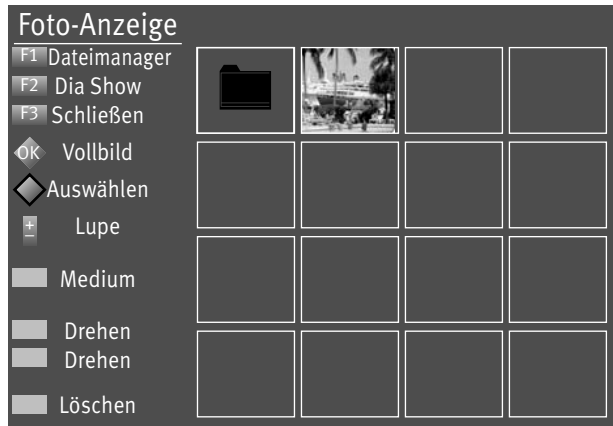 Foto-Anzeige
F1 Dateimanager
F2 Dia Show
F3 Schließen
OK Vollbild
Auswählen
± Lupe
Medium
Drehen
Drehen
Löschen